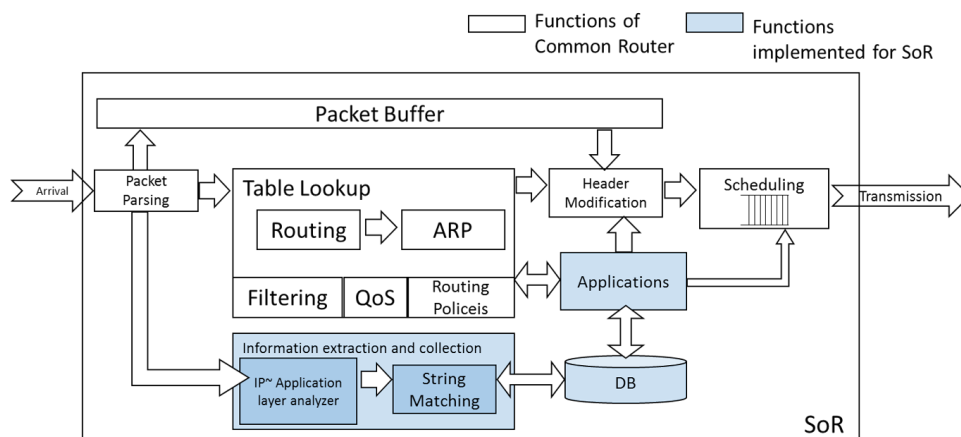 Functions of
Common Router
Functions
implemented for SoR
Packet Buffer
Arrival
Packet
Parsing
Table Lookup
Routing
ARP
Header
Modification
Scheduling
Transmission
Filtering
QoS
Routing
Policeis
Applications
Information extraction and collection
IP~ Application
layer analyzer
String
Matching
DB
SoR